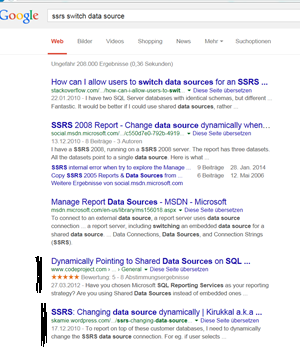 Google ssrs switch data source
Web Bilder Videos Shopping News Mehr Suchoptionen
Ungefähr 208.000 Ergebnisse (0,36 Sekunden)
How can I allow users to switch data sources for an SSRS ...
stackoverflow.com/.../how-can-i-allow-users-to-swit... Diese Seite übersetzen
22.01.2010 - I have two SQL Server databases with identical schemas, but different ...
Fantastic. It would be better if I could use shared data sources, rather ...
SSRS 2008 Report - Change data source dynamically when...
social.msdn.microsoft.com/.../c550d7e0-792b-4919... Diese Seite übersetzen
13.12.2010 - 8 Beiträge - 3 Autoren
I have a SSRS 2008, running on a SSRS 2008 server. The report has three datasets.
All the datasets point to a single data source. Here is what ...
SSRS internal error when try to explore the Manage ... 9 Beiträge 28. Jan. 2014
Copy SSRS 2005 Reports & Data Sources from ... 6 Beiträge 12. Mai 2006
Weitere Ergebnisse von social.msdn.microsoft.com
Manage Report Data Sources - MSDN - Microsoft
msdn.microsoft.com/en-us/library/ms156018.aspx Diese Seite übersetzen
To connect to an external data source, a report server uses data source
connection ... a report server, including switching an embedded data source for a
shared data source. ... Data Connections, Data Sources, and Connection Strings
(SSRS)
Dynamically Pointing to Shared Data Sources on SQL ...
www.codeproject.com › ... › General Diese Seite übersetzen
Bewertung: 5 - 8 Abstimmungsergebnisse
27.03.2012 - Have you chosen Microsoft SQL Reporting Services as your reporting
strategy? Are you using Shared Data Sources instead of embedded ones ...
SSRS: Changing data source dynamically | Kirukkal a.k.a ...
skamie.wordpress.com/.../ssrs-changing-data-source... Diese Seite übersetzen
17.12.2010 - To report on top of these customer databases, I need to dynamically
change the SSRS data source connection. For eg. if user selects ...